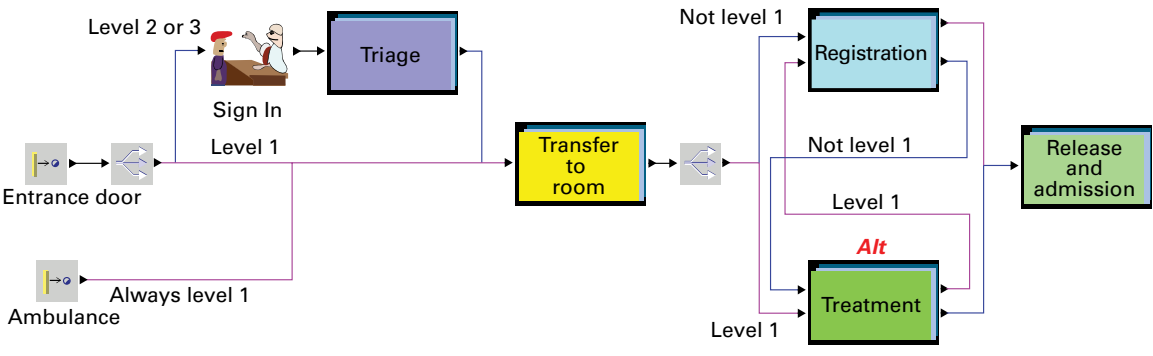 Level 2 or 3
Sign In
Triage
Level 1
Entrance door
Always level 1
Ambulance
Transfer
to
room
Not level 1
Registration
Not level 1
Level 1
Alt
Treatment
Level 1
Release
and
admission